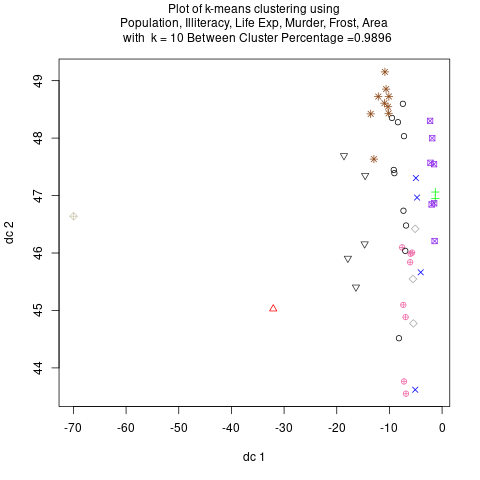 Plot of k-means clustering using
Population, Illiteracy, Life Exp, Murder, Frost, Area
with k = 10 Between Cluster Percentage =0.9896
49
48
47
46
45
44
dc 2
-70
-60
-50
-40
-30
-20
-10
0
dc 1